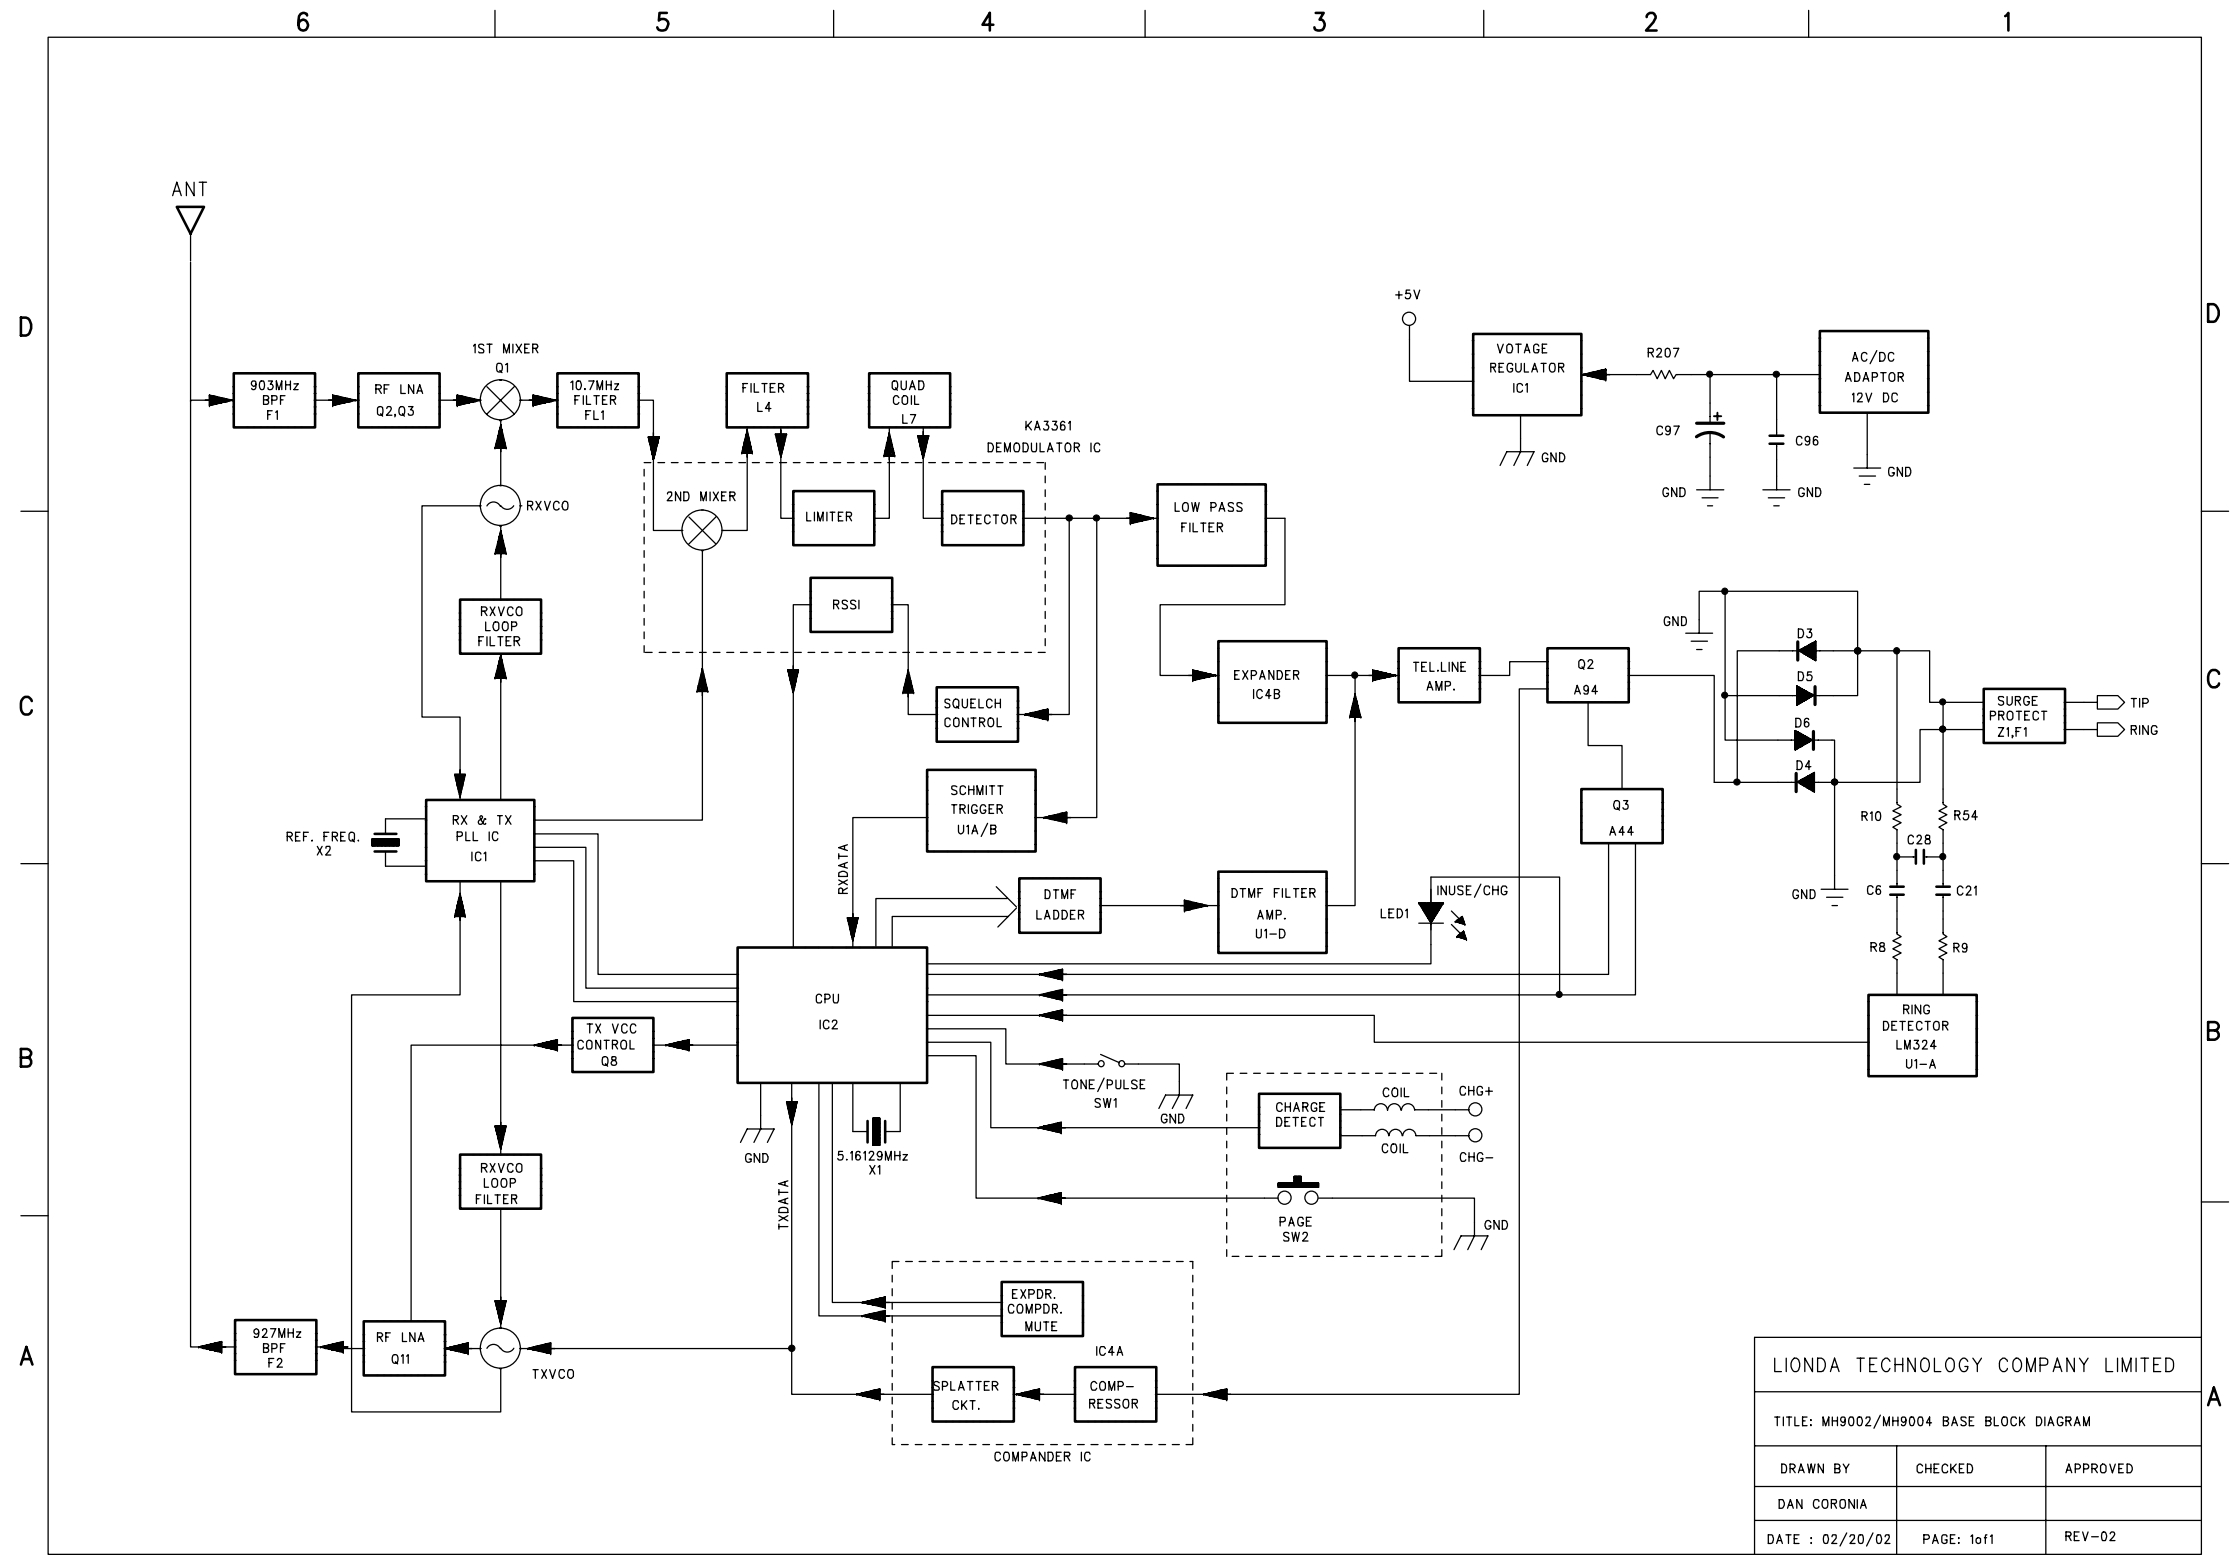 6 5 4 3 2 1
ANT
D
D
+5V
1ST MIXER
Q1
903MHz
BPF
F1
RF LNA
Q2,Q3
10.7MHz
FILTER
FL1
FILTER
L4
QUAD
COIL
L7
KA3361
DEMODULATOR IC
VOTAGE
REGULATOR
IC1
GND
R207
C97
GND
C96
GND
AC/DC
ADAPTOR
12V DC
GND
RXVCO
2ND MIXER
LIMITER
DETECTOR
LOW PASS
FILTER
RXVCO
LOOP
FILTER
RSSI
C
C
SQUELCH
CONTROL
EXPANDER
IC4B
TEL.LINE
AMP.
Q2
A94
GND
D3
D5
D6
D4
SURGE
PROTECT
Z1,F1
TIP
RING
REF. FREQ.
X2
RX & TX
PLL IC
IC1
SCHMITT
TRIGGER
U1A/B
RXDATA
Q3
A44
R10
R54
C28
C6
C21
GND
R8
R9
DTMF
LADDER
DTMF FILTER
AMP.
U1-D
LED1
INUSE/CHG
CPU
IC2
B
B
TX VCC
CONTROL
Q8
RING
DETECTOR
LM324
U1-A
TONE/PULSE
SW1
GND
CHARGE
DETECT
COIL
CHG+
COIL
CHG-
GND
5.16129MHz
X1
TXDATA
RXVCO
LOOP
FILTER
PAGE
SW2
GND
A
A
927MHz
BPF
F2
RF LNA
Q11
TXVCO
EXPDR.
COMPDR.
MUTE
IC4A
SPLATTER
CKT.
COMP-
RESSOR
COMPANDER IC
LIONDA TECHNOLOGY COMPANY LIMITED
TITLE: MH9002/MH9004 BASE BLOCK DIAGRAM
DRAWN BY CHECKED APPROVED
DAN CORONIA
DATE : 02/20/02 PAGE: 1of1 REV-02